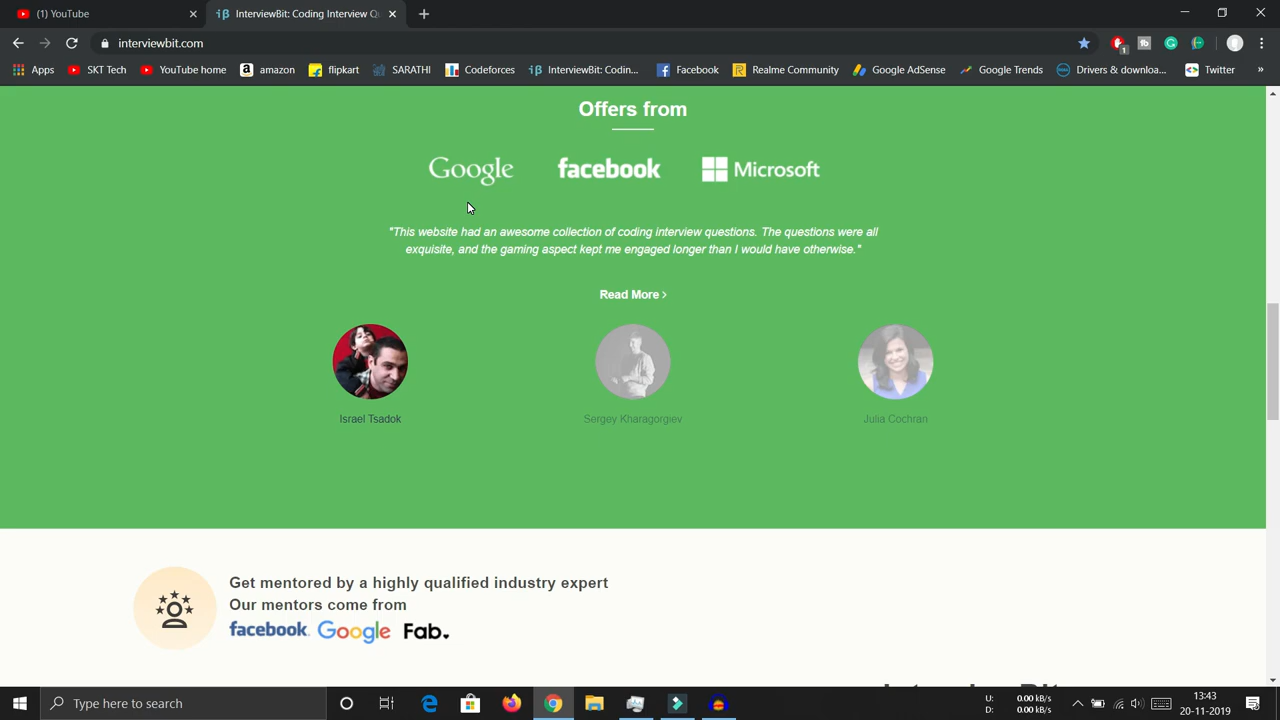 (1) YouTube
InterviewBit: Coding Interview Q
interviewbit.com
1
Apps
SKT Tech
YouTube home
amazon
flipkart
SARATHI
Codeforces
InterviewBit: Codin...
Facebook
Realme Community
Google AdSense
Google Trends
Drivers & downloa...
Twitter
Offers from
Google
facebook
Microsoft
"This website had an awesome collection of coding interview questions. The questions were all
exquisite, and the gaming aspect kept me engaged longer than I would have otherwise."
Read More >
Israel Tsadok
Sergey Kharagorgiev
Julia Cochran
Get mentored by a highly qualified industry expert
Our mentors come from
facebook.
Google
Fab.
Type here to search
U: 0.00 kB/s
D: 0.00 kB/s
13:43
20-11-2019